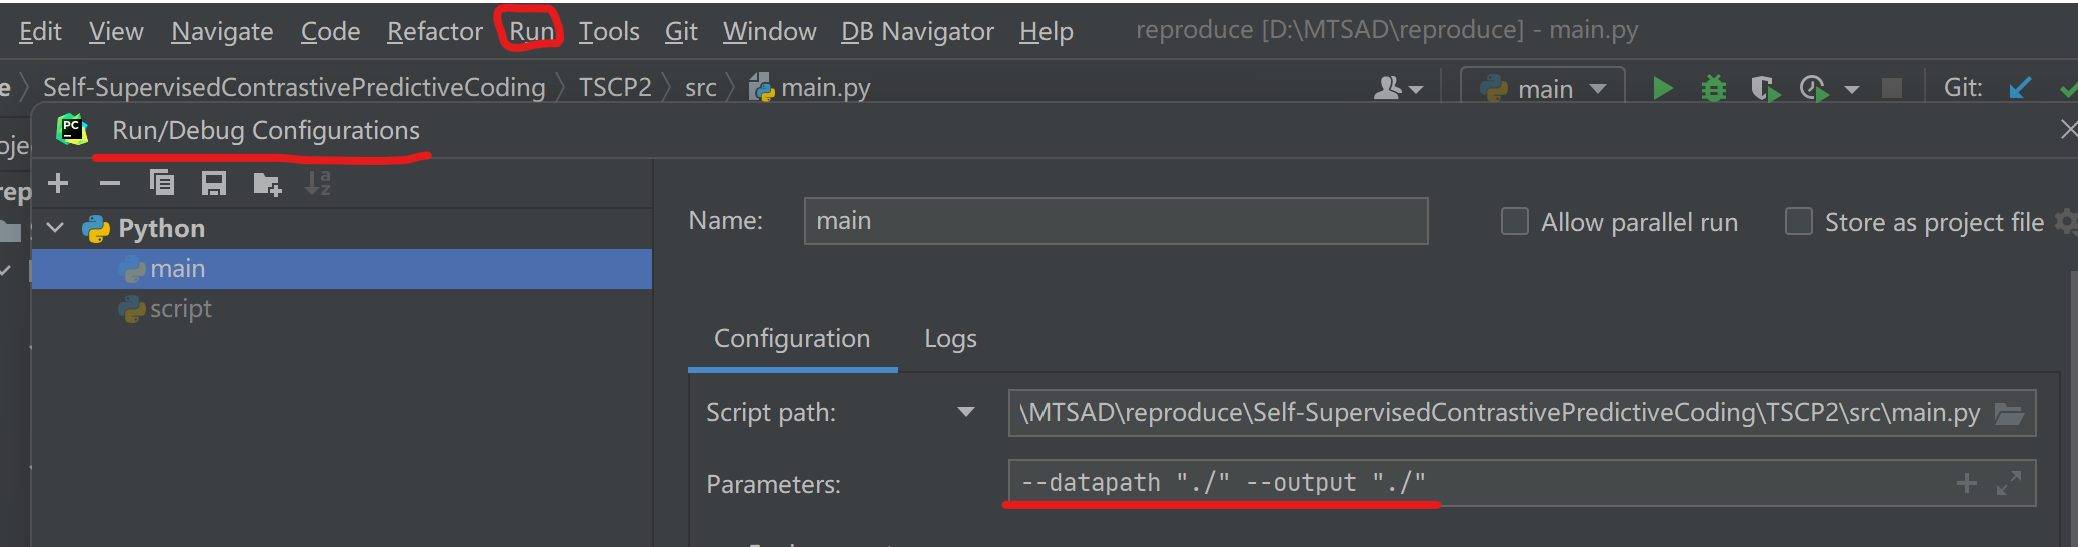 Edit View Navigate Code Refactor Run Tools Git Window DB Navigator Help reproduce [D:\MTSAD\reproduce] - main.py
e Self-SupervisedContrastivePredictiveCoding TSCP2 src main.py main Git:
PC Run/Debug Configurations
Python
main
script
Name: main Allow parallel run Store as project file
Configuration Logs
Script path: \MTSAD\reproduce\Self-SupervisedContrastivePredictiveCoding\TSCP2\src\main.py
Parameters: --datapath "./" --output "./"